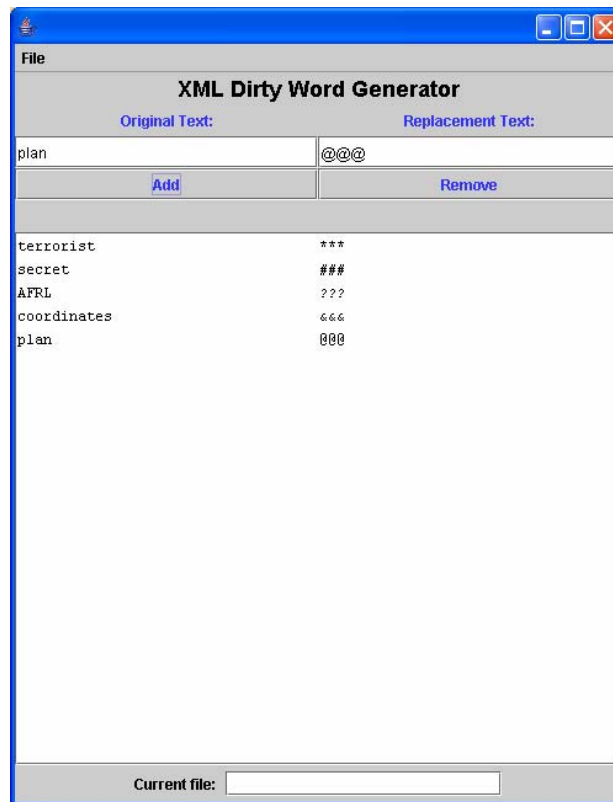 File
XML Dirty Word Generator
Original Text: Replacement Text:
plan @@@
Add Remove
terrorist ***
secret ###
AFRL ???
coordinates &&&
plan @@@
Current file: